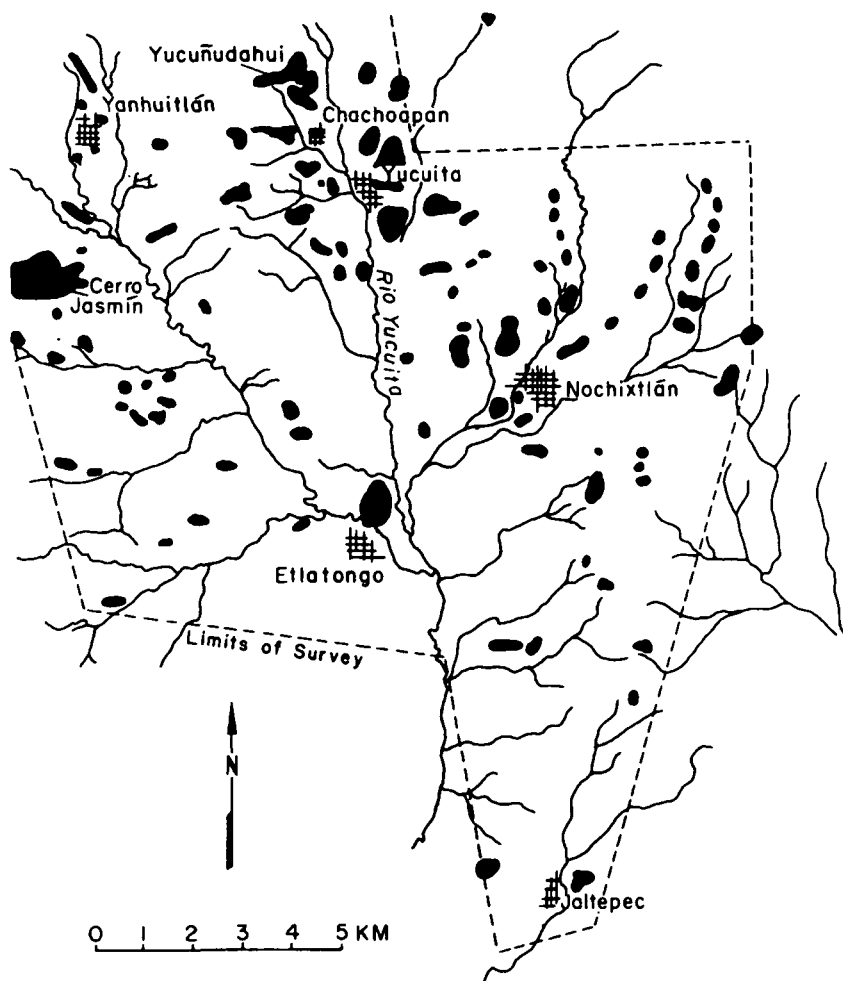 Yucuñudahui
Yanhuitlán
Chachoapan
Yucuita
Cerro
Jasmín
Rio Yucuita
Nochixtlán
Etlatongo
Limits of Survey
N
Jaltepec
0 1 2 3 4 5 KM